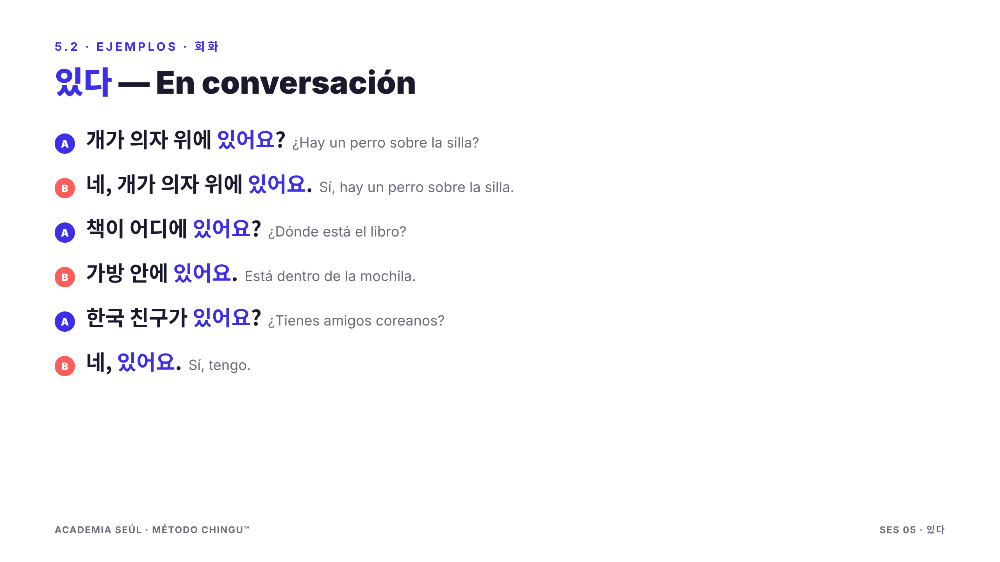 5.2 · EJEMPLOS · 회화
있다 — En conversación
A 개가 의자 위에 있어요? ¿Hay un perro sobre la silla?
B 네, 개가 의자 위에 있어요. Sí, hay un perro sobre la silla.
A 책이 어디에 있어요? ¿Dónde está el libro?
B 가방 안에 있어요. Está dentro de la mochila.
A 한국 친구가 있어요? ¿Tienes amigos coreanos?
B 네, 있어요. Sí, tengo.
ACADEMIA SEÚL · MÉTODO CHINGU™
SES 05 · 있다